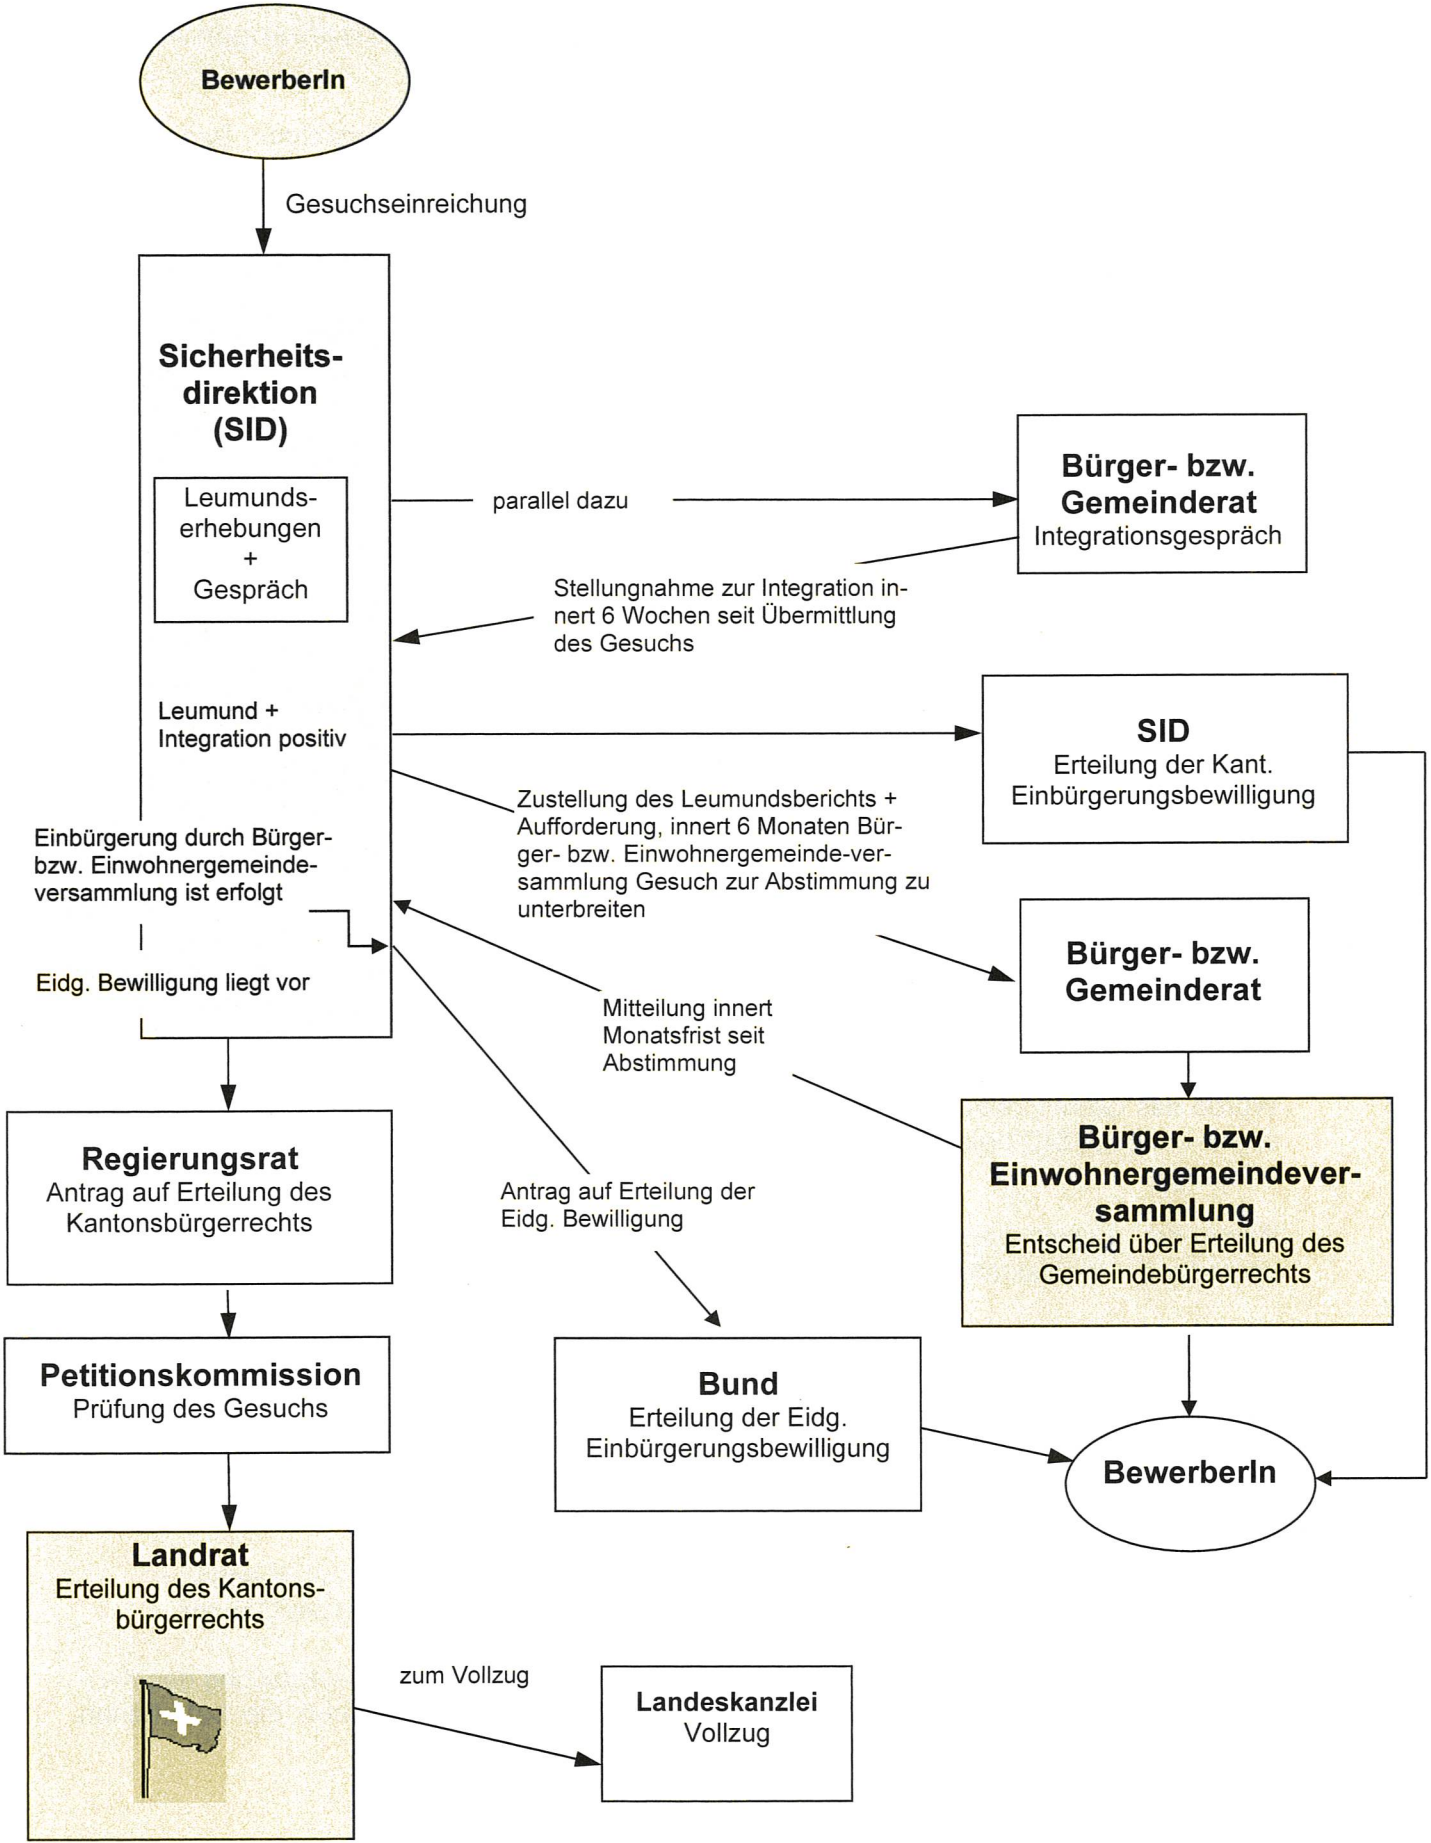 BewerberIn
Gesuchseinreichung
Sicherheits-
direktion
(SID)
Leumunds-
erhebungen
+
Gespräch
parallel dazu
Bürger- bzw.
Gemeinderat
Integrationsgespräch
Stellungnahme zur Integration in-
nert 6 Wochen seit Übermittlung
des Gesuchs
Leumund +
Integration positiv
SID
Erteilung der Kant.
Einbürgerungsbewilligung
Zustellung des Leumundsberichts +
Aufforderung, innert 6 Monaten Bür-
ger- bzw. Einwohnergemeinde-ver-
sammlung Gesuch zur Abstimmung zu
unterbreiten
Einbürgerung durch Bürger-
bzw. Einwohnergemeinde-
versammlung ist erfolgt
Eidg. Bewilligung liegt vor
Bürger- bzw.
Gemeinderat
Mitteilung innert
Monatsfrist seit
Abstimmung
Bürger- bzw.
Einwohnergemeindever-
sammlung
Entscheid über Erteilung des
Gemeindebürgerrechts
Regierungsrat
Antrag auf Erteilung des
Kantonsbürgerrechts
Antrag auf Erteilung der
Eidg. Bewilligung
Petitionskommission
Prüfung des Gesuchs
Bund
Erteilung der Eidg.
Einbürgerungsbewilligung
BewerberIn
Landrat
Erteilung des Kantons-
bürgerrechts
zum Vollzug
Landeskanzlei
Vollzug